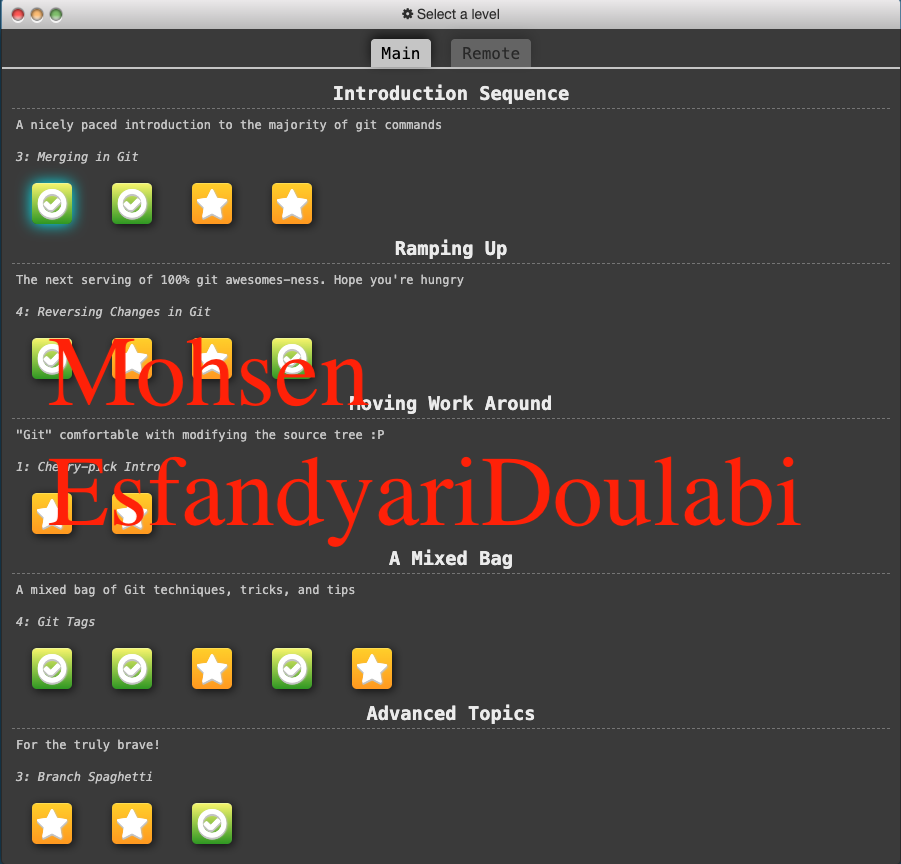 Select a level
Main Remote
Introduction Sequence
A nicely paced introduction to the majority of git commands
3: Merging in Git
Ramping Up
The next serving of 100% git awesomes-ness. Hope you're hungry
4: Reversing Changes in Git
Mohsen
Moving Work Around
"Git" comfortable with modifying the source tree :P
1: Cherry-pick Intro
EsfandyariDoulabi
A Mixed Bag
A mixed bag of Git techniques, tricks, and tips
4: Git Tags
Advanced Topics
For the truly brave!
3: Branch Spaghetti